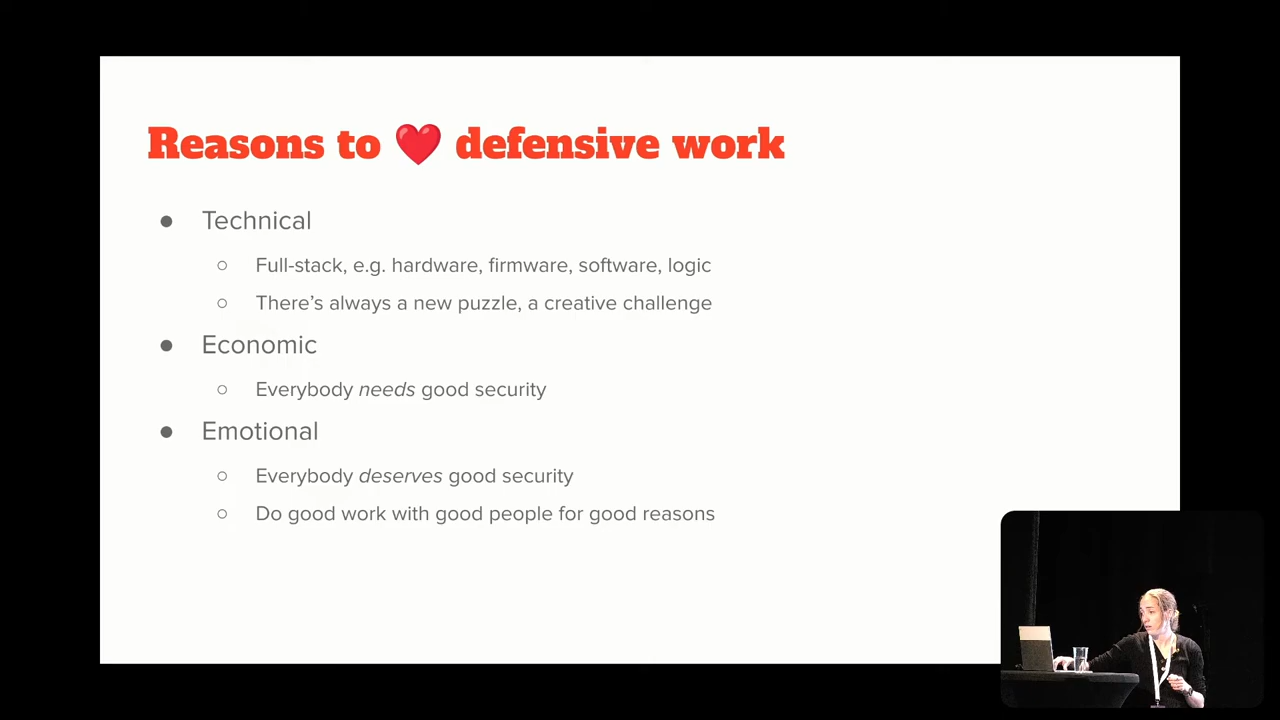 Reasons to ❤️ defensive work
● Technical
○ Full-stack, e.g. hardware, firmware, software, logic
○ There’s always a new puzzle, a creative challenge
● Economic
○ Everybody needs good security
● Emotional
○ Everybody deserves good security
○ Do good work with good people for good reasons